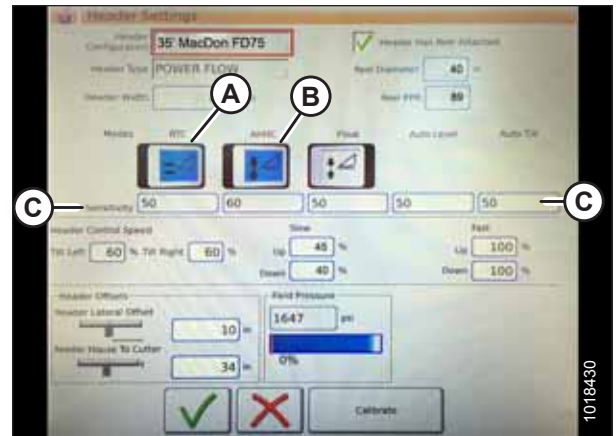 Header Settings
Header Configuration 35' MacDon FD75 Header Has Reel Attached
Header Type POWER FLOW Reel Diameter 40 in
Header Width Reel PPR 89
A B
Modes RTC AHHC Float Auto Level Auto Tilt
C Sensitivity 50 60 50 50 50 C
Header Control Speed Slow Fast
Tilt Left 60 % Tilt Right 60 % Up 45 % Up 100 %
Down 40 % Down 100 %
Header Offsets Field Pressure
Header Lateral Offset 1647 psi
10 in
Feeder House To Cutter 0%
34 in
Calibrate
1018430